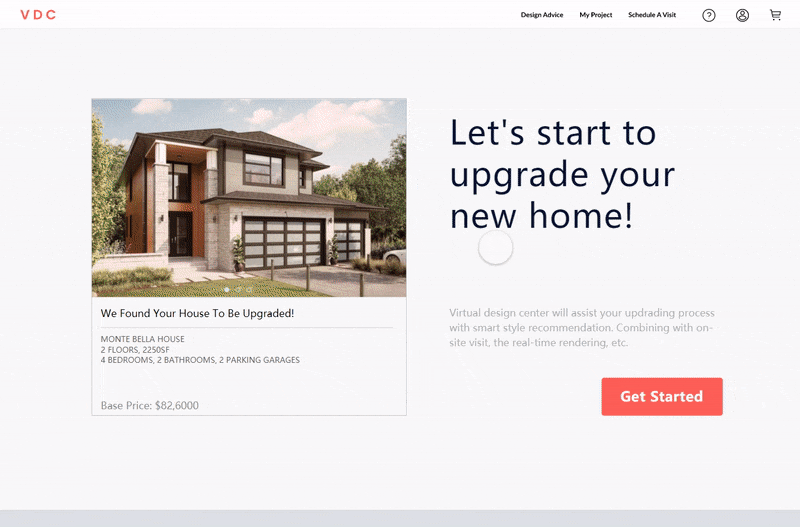 VDC
Design Advice
My Project
Schedule A Visit
?
Let's start to
upgrade your
new home!
We Found Your House To Be Upgraded!
MONTE BELLA HOUSE
2 FLOORS, 2250SF
4 BEDROOMS, 2 BATHROOMS, 2 PARKING GARAGES
Base Price: $82,6000
Virtual design center will assist your updrading process
with smart style recommendation. Combining with on-
site visit, the real-time rendering, etc.
Get Started